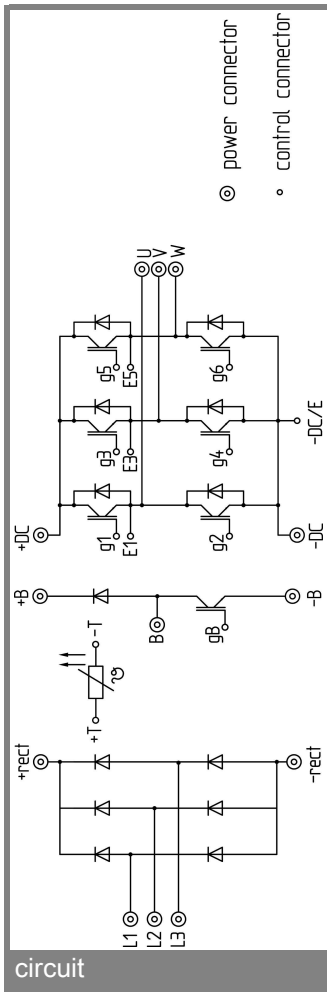 power connector
control connector
U
V
W
g5
E5
g6
g3
E3
g4
-DC/E
+DC
g1
E1
g2
-DC
+B
B
gB
-B
-T
+T
ϑ
+rect
-rect
L1
L2
L3
circuit